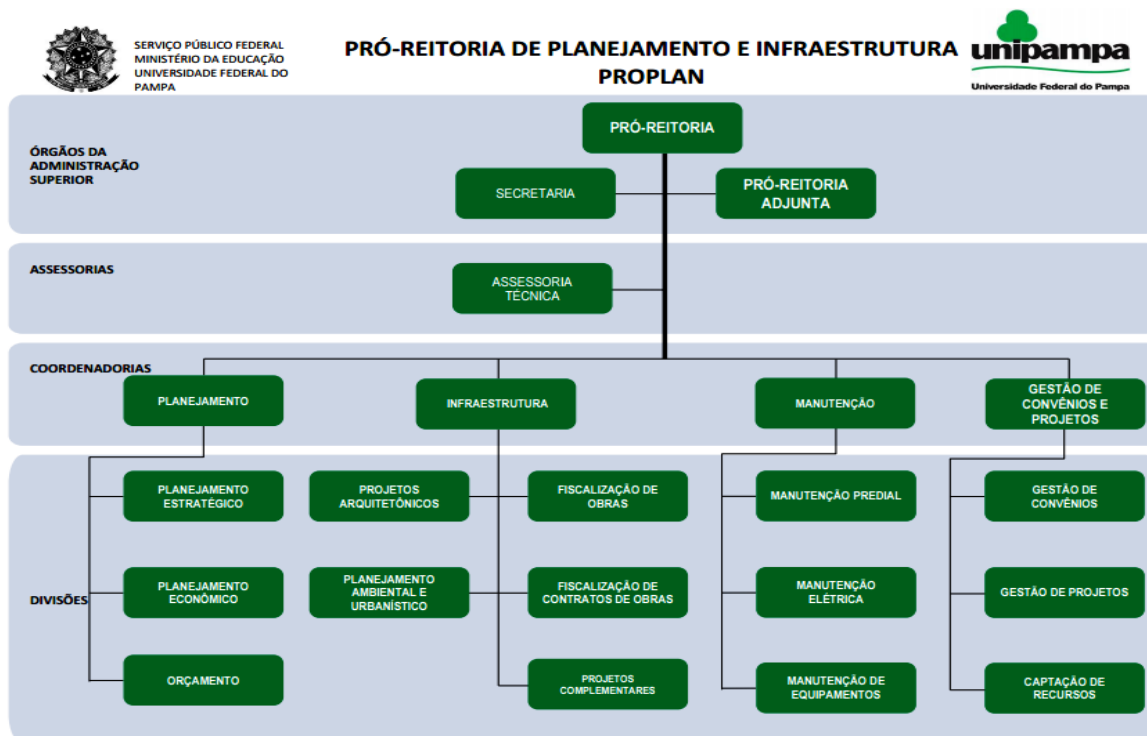 SERVIÇO PÚBLICO FEDERAL
MINISTÉRIO DA EDUCAÇÃO
UNIVERSIDADE FEDERAL DO
PAMPA
PRÓ-REITORIA DE PLANEJAMENTO E INFRAESTRUTURA
PROPLAN
unipampa
Universidade Federal do Pampa
ÓRGÃOS DA
ADMINISTRAÇÃO
SUPERIOR
PRÓ-REITORIA
SECRETARIA
PRÓ-REITORIA
ADJUNTA
ASSESSORIAS
ASSESSORIA
TÉCNICA
COORDENADORIAS
PLANEJAMENTO
INFRAESTRUTURA
MANUTENÇÃO
GESTÃO DE
CONVÊNIOS E
PROJETOS
DIVISÕES
PLANEJAMENTO
ESTRATÉGICO
PROJETOS
ARQUITETÔNICOS
FISCALIZAÇÃO DE
OBRAS
MANUTENÇÃO PREDIAL
GESTÃO DE
CONVÊNIOS
PLANEJAMENTO
ECONÔMICO
PLANEJAMENTO
AMBIENTAL E
URBANÍSTICO
FISCALIZAÇÃO DE
CONTRATOS DE OBRAS
MANUTENÇÃO
ELÉTRICA
GESTÃO DE PROJETOS
ORÇAMENTO
PROJETOS
COMPLEMENTARES
MANUTENÇÃO DE
EQUIPAMENTOS
CAPTAÇÃO DE
RECURSOS